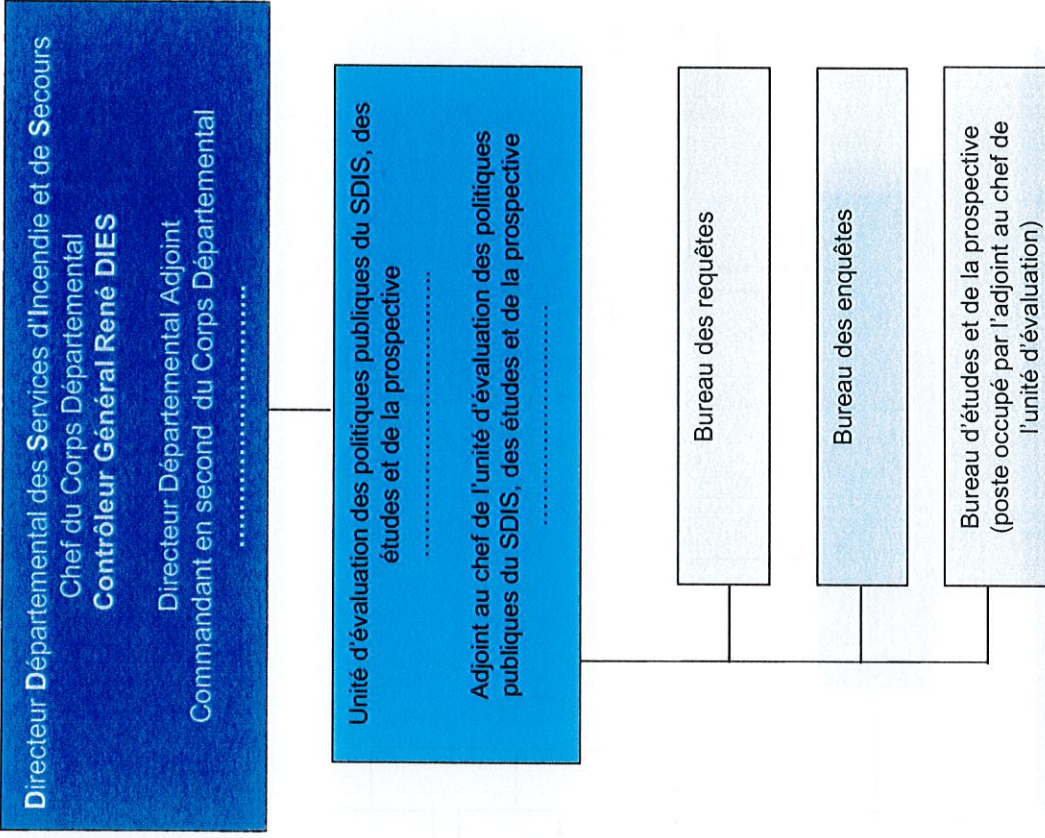 Directeur Départemental des Services d'Incendie et de Secours
Chef du Corps Départemental
Contrôleur Général René DIES
Directeur Départemental Adjoint
Commandant en second du Corps Départemental
................................
Unité d'évaluation des politiques publiques du SDIS, des
études et de la prospective
................................
Adjoint au chef de l'unité d'évaluation des politiques
publiques du SDIS, des études et de la prospective
................................
Bureau des requêtes
Bureau des enquêtes
Bureau d'études et de la prospective
(poste occupé par l'adjoint au chef de
l'unité d'évaluation)